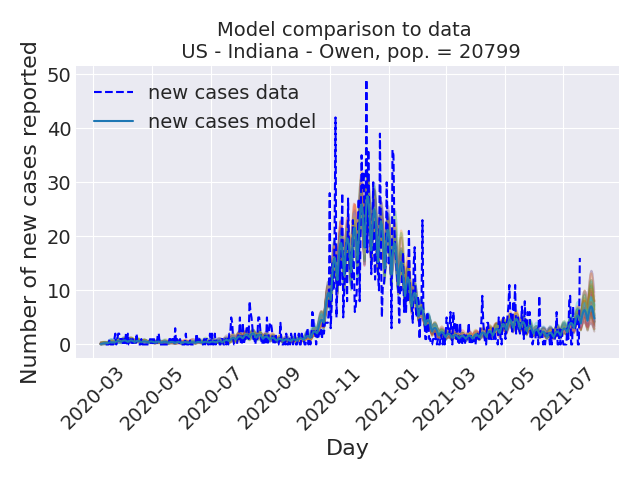 Model comparison to data
US - Indiana - Owen, pop. = 20799
Number of new cases reported
50
40
30
20
10
0
new cases data
new cases model
2020-03
2020-05
2020-07
2020-09
2020-11
2021-01
2021-03
2021-05
2021-07
Day